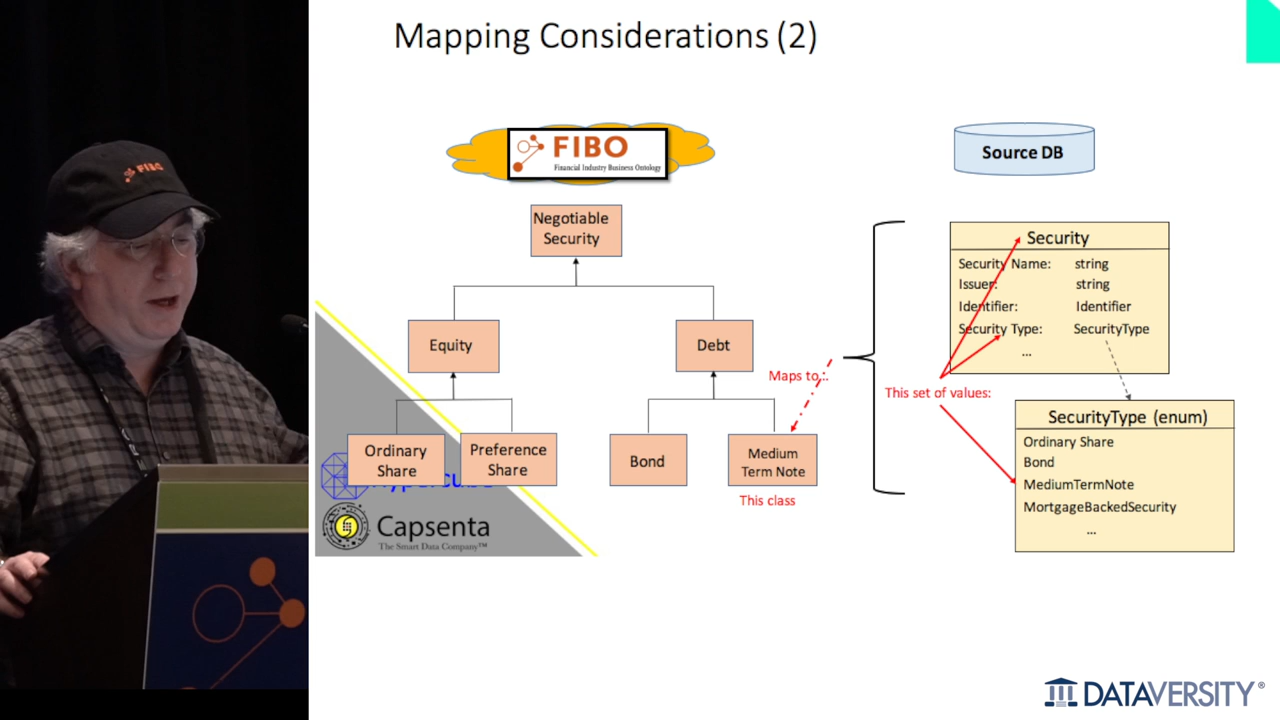 Mapping Considerations (2)
FIBO
FIBO
Financial Industry Business Ontology
Source DB
Negotiable
Security
Equity
Debt
Ordinary
Share
Preference
Share
Bond
Medium
Term Note
Maps to..
This class
Capsenta
The Smart Data Company™
Security
Security Name: string
Issuer: string
Identifier: Identifier
Security Type: SecurityType
...
This set of values:
SecurityType (enum)
Ordinary Share
Bond
MediumTermNote
MortgageBackedSecurity
...
DATAVERSITY®